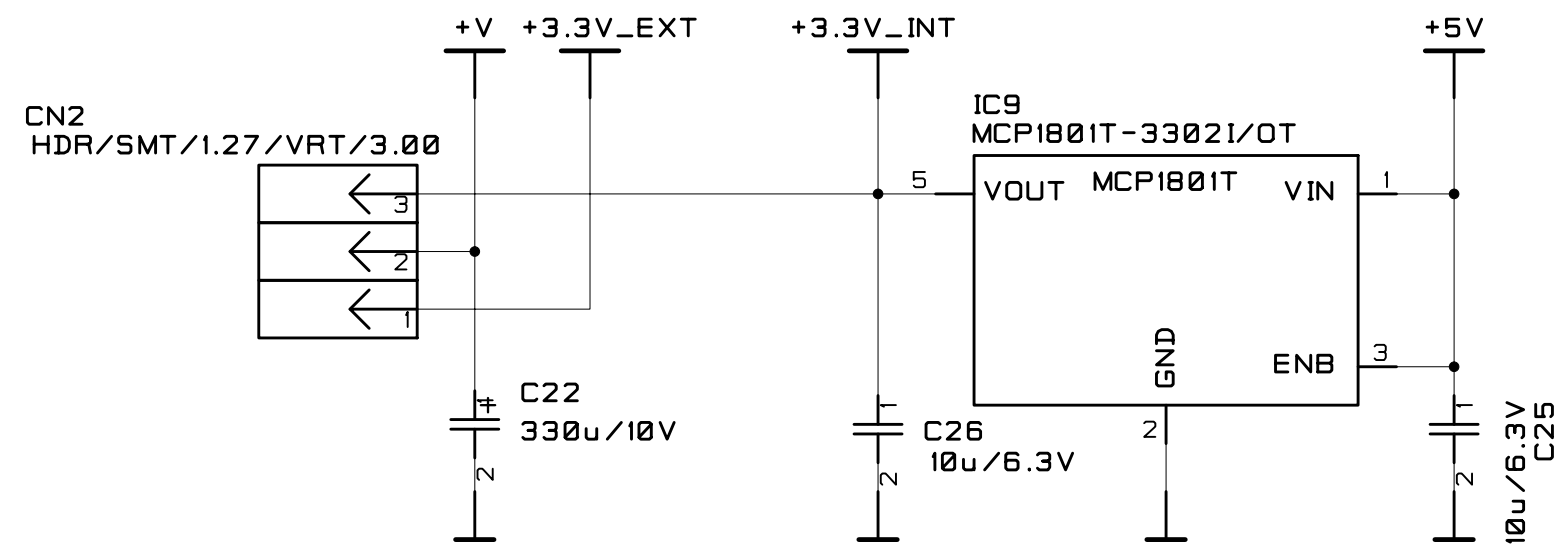 +V +3.3V_EXT +3.3V_INT +5V
CN2
HDR/SMT/1.27/VRT/3.00
IC9
MCP1801T-3302I/OT
MCP1801T
3
2
1
5 VOUT
VIN 1
ENB 3
GND
2
C22
330u/10V
1+
2
C26
10u/6.3V
1
2
10u/6.3V
C25
1
2